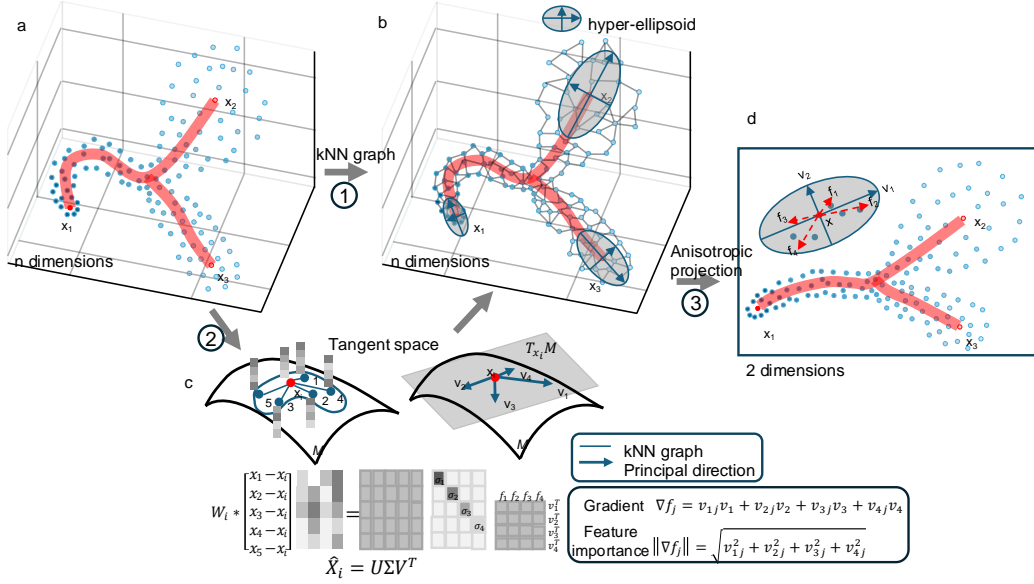 a
x₂
x₁
x₃
n dimensions
kNN graph
1
b
hyper-ellipsoid
x₂
x₁
x₃
n dimensions
Anisotropic
projection
3
d
v₂
v₁
f₁
f₂
f₃
x
f₄
x₂
x₁
x₃
2 dimensions
2
Tangent space
c
1
xᵢ
5
3
2
4
M
T_{xᵢ}M
x
v₂
v₄
v₁
v₃
M
kNN graph
Principal direction
Wᵢ * [x₁ − xᵢ
x₂ − xᵢ
x₃ − xᵢ
x₄ − xᵢ
x₅ − xᵢ] =
σ₁
σ₂
σ₃
σ₄
f₁ f₂ f₃ f₄
v₁ᵀ
v₂ᵀ
v₃ᵀ
v₄ᵀ
X̂ᵢ = UΣVᵀ
Gradient ∇fⱼ = v₁ⱼv₁ + v₂ⱼv₂ + v₃ⱼv₃ + v₄ⱼv₄
Feature
importance ‖∇fⱼ‖ = √(v₁ⱼ² + v₂ⱼ² + v₃ⱼ² + v₄ⱼ²)